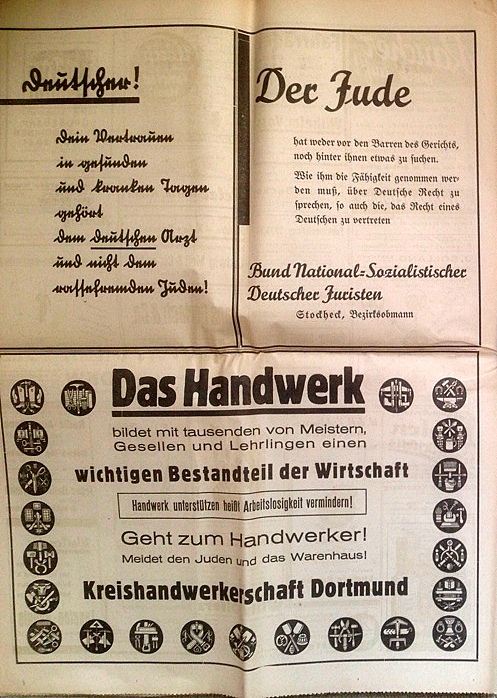 Deutscher!
Dein Vertrauen
in gesunden
und kranken Tagen
gehört
dem deutschen Arzt
und nicht dem
rassefremden Juden!
Der Jude
hat weder vor den Barren des Gerichts,
noch hinter ihnen etwas zu suchen.
Wie ihm die Fähigkeit genommen wer-
den muß, über Deutsche Recht zu
sprechen, so auch die, das Recht eines
Deutschen zu vertreten
Bund National-Sozialistischer
Deutscher Juristen
Stockheck, Bezirksobmann
Das Handwerk
bildet mit tausenden von Meistern,
Gesellen und Lehrlingen einen
wichtigen Bestandteil der Wirtschaft
Handwerk unterstützen heißt Arbeitslosigkeit vermindern!
Geht zum Handwerker!
Meidet den Juden und das Warenhaus!
Kreishandwerkerschaft Dortmund